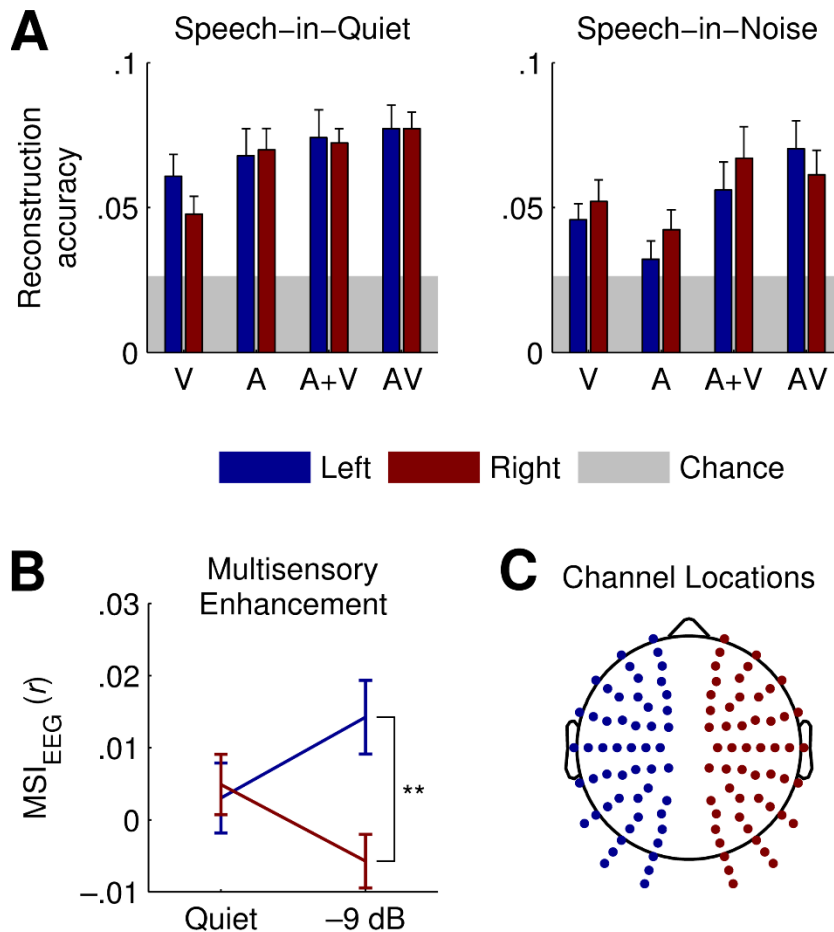 A
Speech–in–Quiet
Speech–in–Noise
.1
.05
0
Reconstruction
accuracy
V A A+V AV
.1
.05
0
V A A+V AV
Left Right Chance
B
Multisensory
Enhancement
.03
.02
.01
0
–.01
MSI_EEG (r)
**
Quiet –9 dB
C
Channel Locations